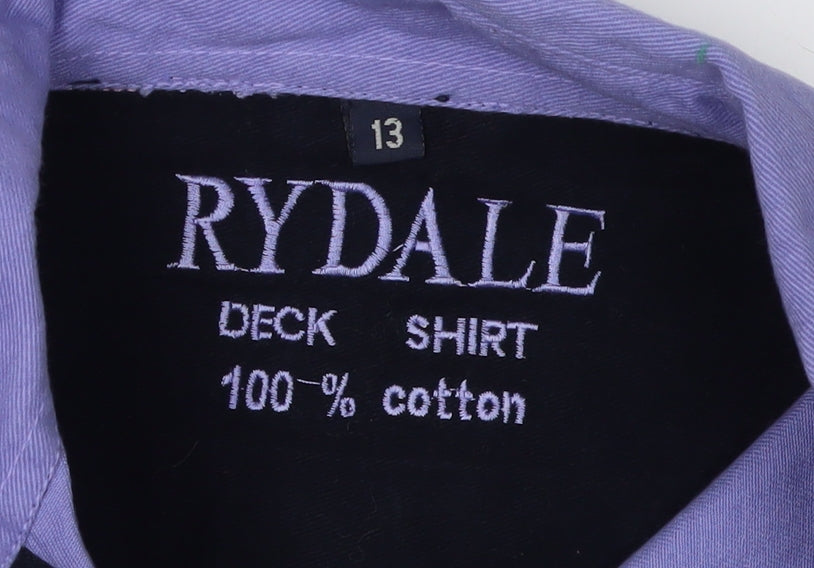 13
RYDALE
DECK SHIRT
100% cotton